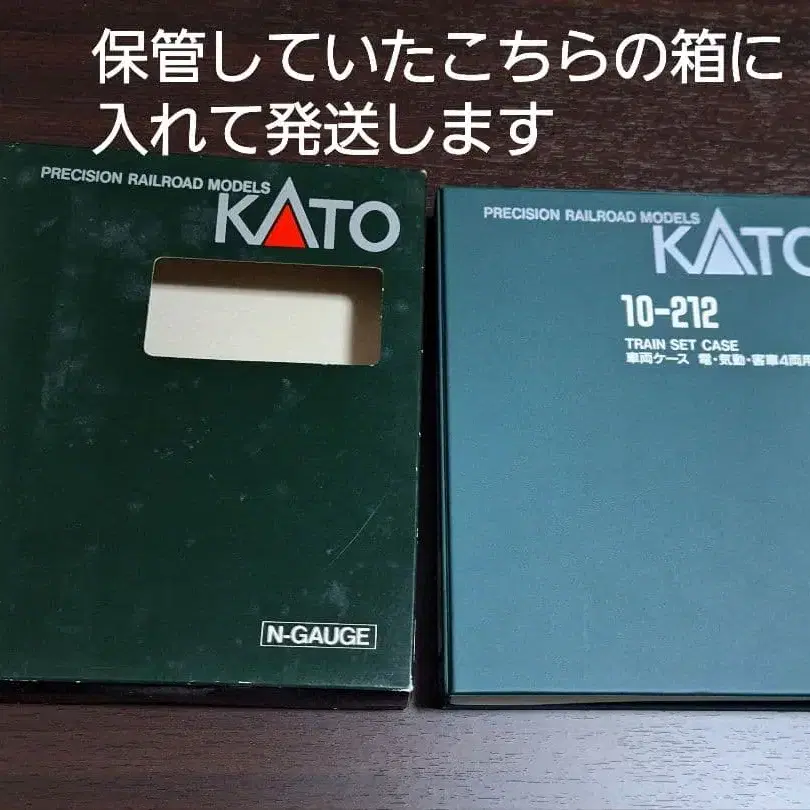 保管していたこちらの箱に
入れて発送します
PRECISION RAILROAD MODELS
KATO
N-GAUGE
PRECISION RAILROAD MODELS
KATO
10-212
TRAIN SET CASE
車両ケース 電・気動・客車4両用